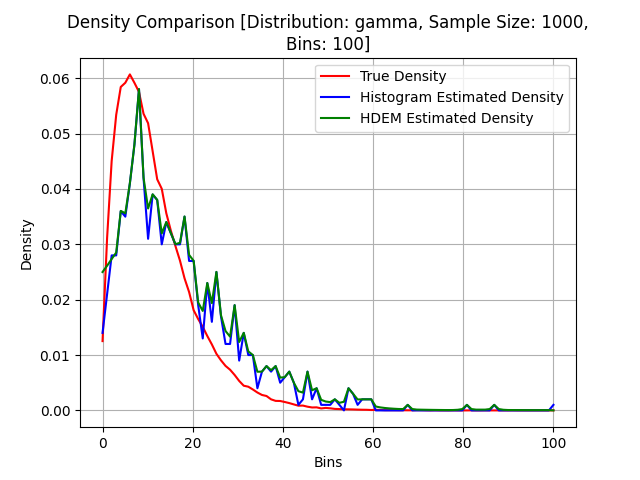 Density Comparison [Distribution: gamma, Sample Size: 1000,
Bins: 100]
True Density
Histogram Estimated Density
HDEM Estimated Density
Density
0.06
0.05
0.04
0.03
0.02
0.01
0.00
0 20 40 60 80 100
Bins